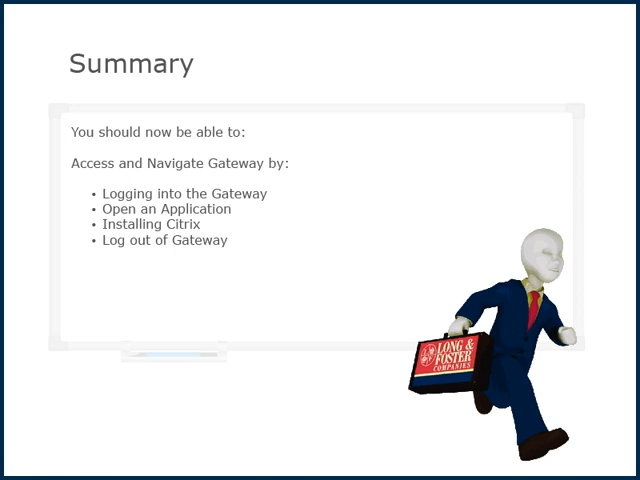 Summary
You should now be able to:
Access and Navigate Gateway by:
• Logging into the Gateway
• Open an Application
• Installing Citrix
• Log out of Gateway
LONG &
FOSTER
COMPANIES